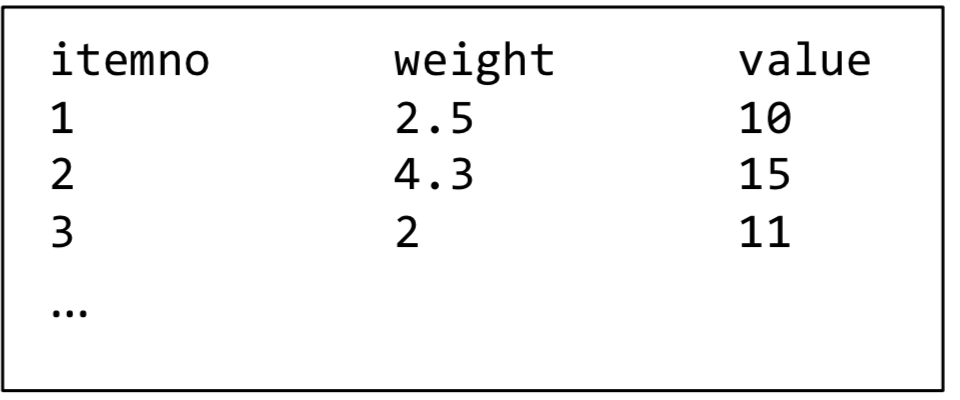 itemno weight value
1 2.5 10
2 4.3 15
3 2 11
…